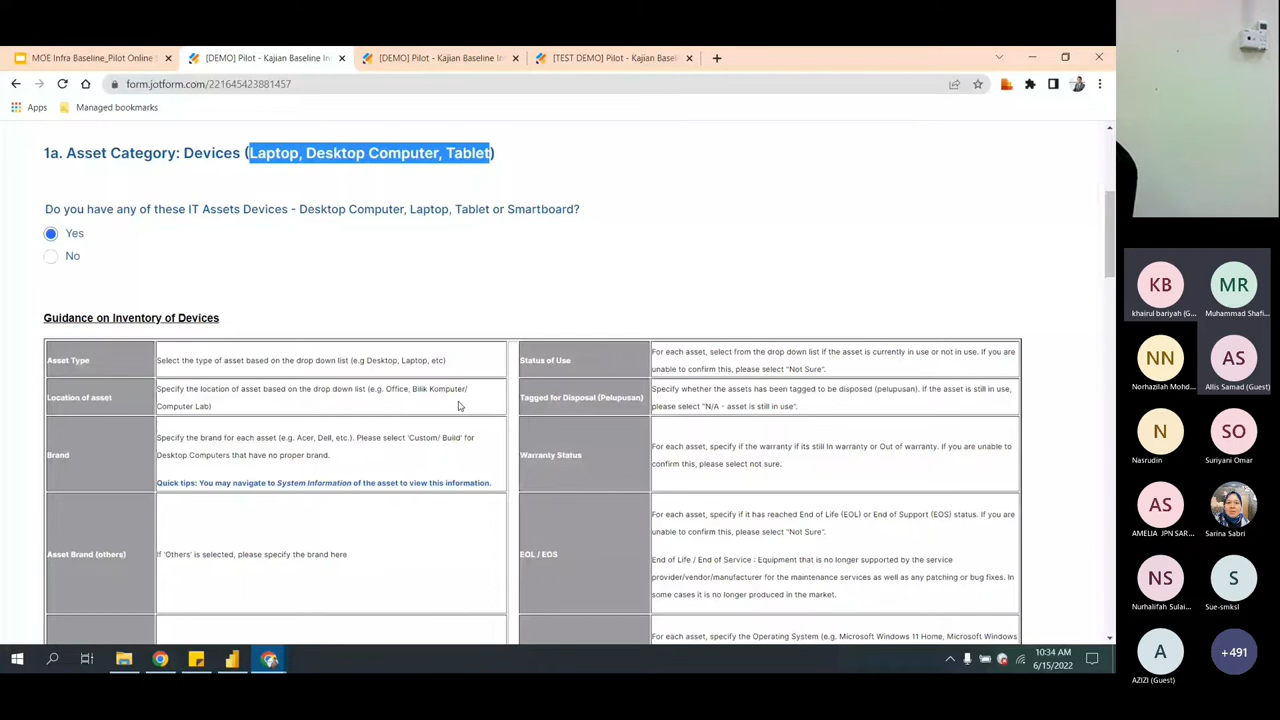 MOE Infra Baseline_Pilot Online
[DEMO] Pilot - Kajian Baseline In
[DEMO] Pilot - Kajian Baseline In
[TEST DEMO] Pilot - Kajian Basel
form.jotform.com/221645423881457
Apps
Managed bookmarks
1a. Asset Category: Devices (Laptop, Desktop Computer, Tablet)
Do you have any of these IT Assets Devices - Desktop Computer, Laptop, Tablet or Smartboard?
Yes
No
Guidance on Inventory of Devices
Asset Type
Select the type of asset based on the drop down list (e.g Desktop, Laptop, etc)
Status of Use
For each asset, select from the drop down list if the asset is currently in use or not in use. If you are
unable to confirm this, please select "Not Sure".
Location of asset
Specify the location of asset based on the drop down list (e.g. Office, Bilik Komputer/
Computer Lab)
Tagged for Disposal (Pelupusan)
Specify whether the assets has been tagged to be disposed (pelupusan). If the asset is still in use,
please select "N/A - asset is still in use".
Brand
Specify the brand for each asset (e.g. Acer, Dell, etc.). Please select 'Custom/ Build' for
Desktop Computers that have no proper brand.
Quick tips: You may navigate to System Information of the asset to view this information.
Warranty Status
For each asset, specify if the warranty if its still In warranty or Out of warranty. If you are unable to
confirm this, please select not sure.
Asset Brand (others)
If 'Others' is selected, please specify the brand here
EOL / EOS
For each asset, specify if it has reached End of Life (EOL) or End of Support (EOS) status. If you are
unable to confirm this, please select "Not Sure".
End of Life / End of Service : Equipment that is no longer supported by the service
provider/vendor/manufacturer for the maintenance services as well as any patching or bug fixes. In
some cases it is no longer produced in the market.
For each asset, specify the Operating System (e.g. Microsoft Windows 11 Home, Microsoft Windows
10:34 AM
6/15/2022
KB
khairul bariyah (G...
MR
Muhammad Shafi...
NN
Norhazilah Mohd...
AS
Allis Samad (Guest)
N
Nasrudin
SO
Suriyani Omar
AS
AMELIA JPN SAR...
Sarina Sabri
NS
Nurhalifah Sulai...
S
Sue-smksl
A
AZIZI (Guest)
+491